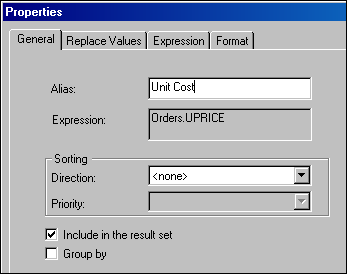 Properties
General Replace Values Expression Format
Alias: Unit Cost
Expression: Orders.UPRICE
Sorting
Direction: <none>
Priority:
Include in the result set
Group by